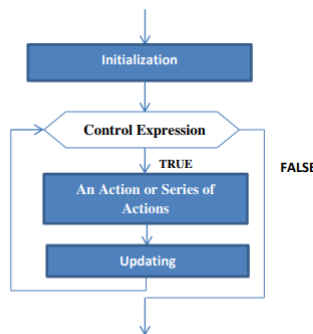 Initialization
Control Expression
TRUE
FALSE
An Action or Series of
Actions
Updating